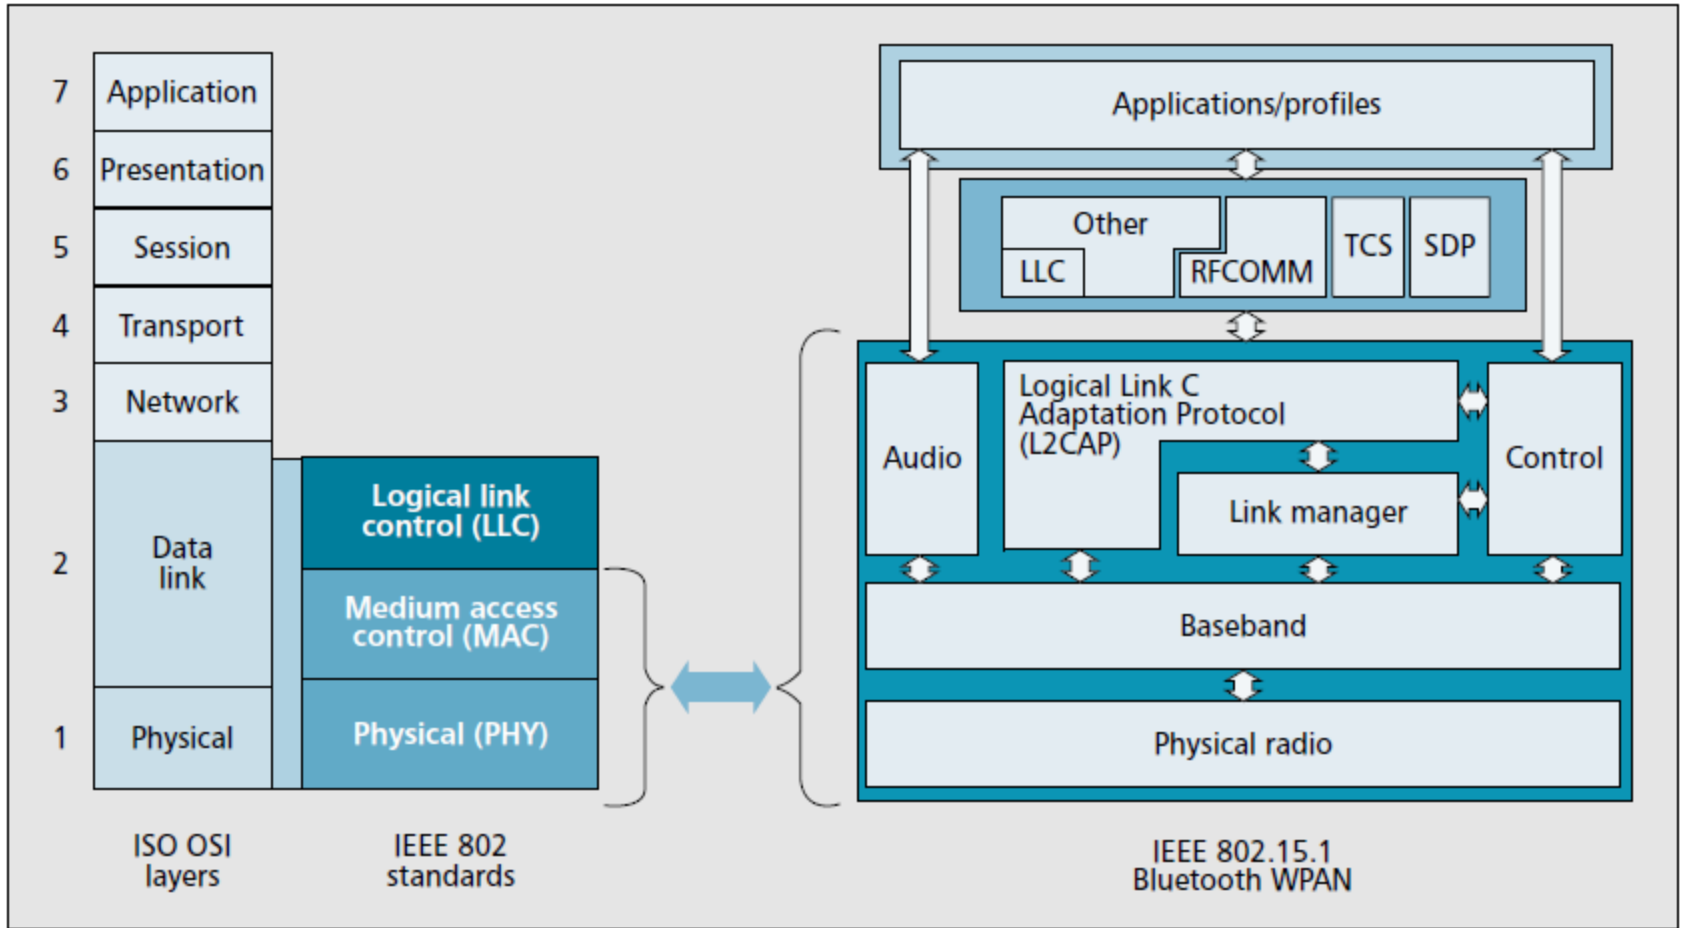 7
Application
6
Presentation
5
Session
4
Transport
3
Network
2
Data
link
1
Physical
ISO OSI
layers
Logical link
control (LLC)
Medium access
control (MAC)
Physical (PHY)
IEEE 802
standards
Applications/profiles
Other
LLC
RFCOMM
TCS
SDP
Audio
Logical Link C
Adaptation Protocol
(L2CAP)
Link manager
Control
Baseband
Physical radio
IEEE 802.15.1
Bluetooth WPAN